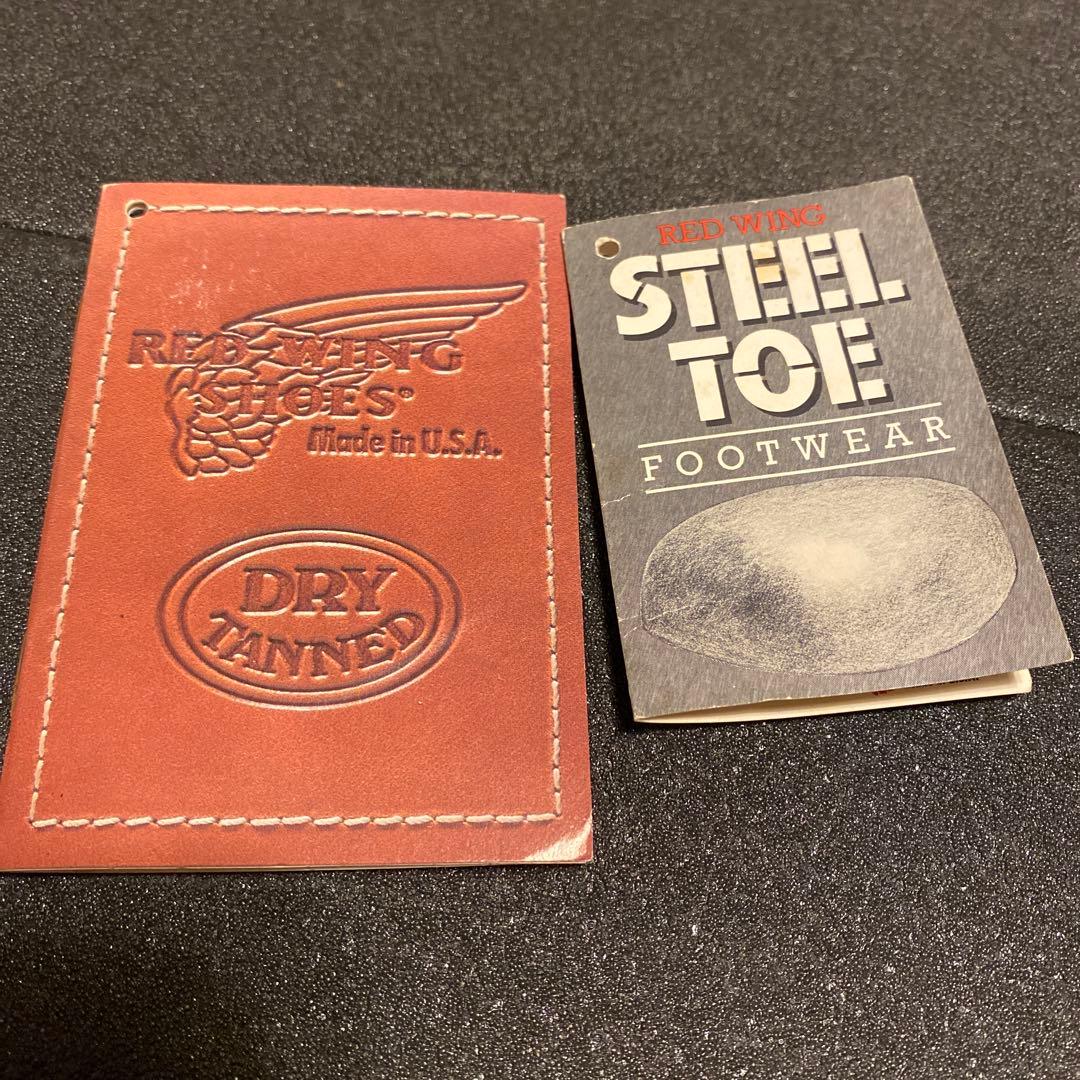 RED WING
SHOES®
Made in U.S.A.
DRY
TANNED
RED WING
STEEL
TOE
FOOTWEAR